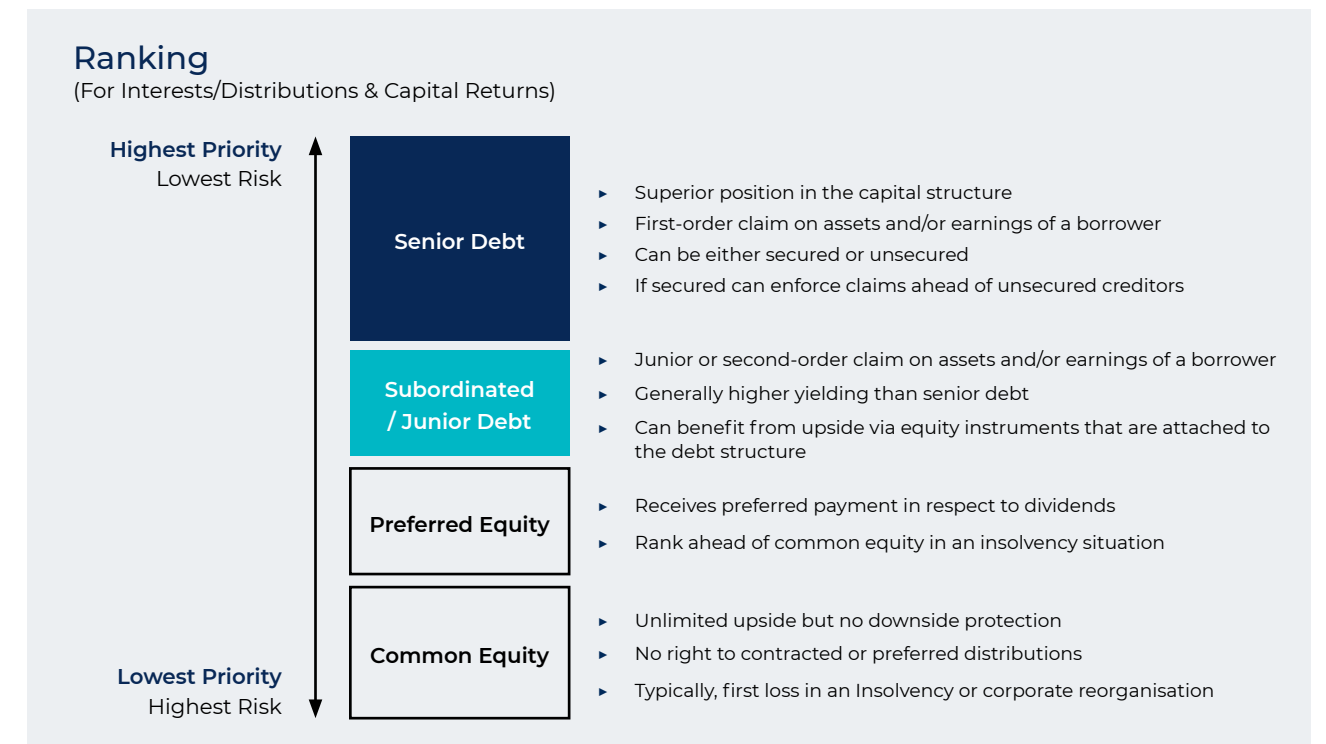 Ranking
(For Interests/Distributions & Capital Returns)
Highest Priority
Lowest Risk
Senior Debt
▸ Superior position in the capital structure
▸ First-order claim on assets and/or earnings of a borrower
▸ Can be either secured or unsecured
▸ If secured can enforce claims ahead of unsecured creditors
Subordinated
/ Junior Debt
▸ Junior or second-order claim on assets and/or earnings of a borrower
▸ Generally higher yielding than senior debt
▸ Can benefit from upside via equity instruments that are attached to
the debt structure
Preferred Equity
▸ Receives preferred payment in respect to dividends
▸ Rank ahead of common equity in an insolvency situation
Common Equity
▸ Unlimited upside but no downside protection
▸ No right to contracted or preferred distributions
▸ Typically, first loss in an Insolvency or corporate reorganisation
Lowest Priority
Highest Risk